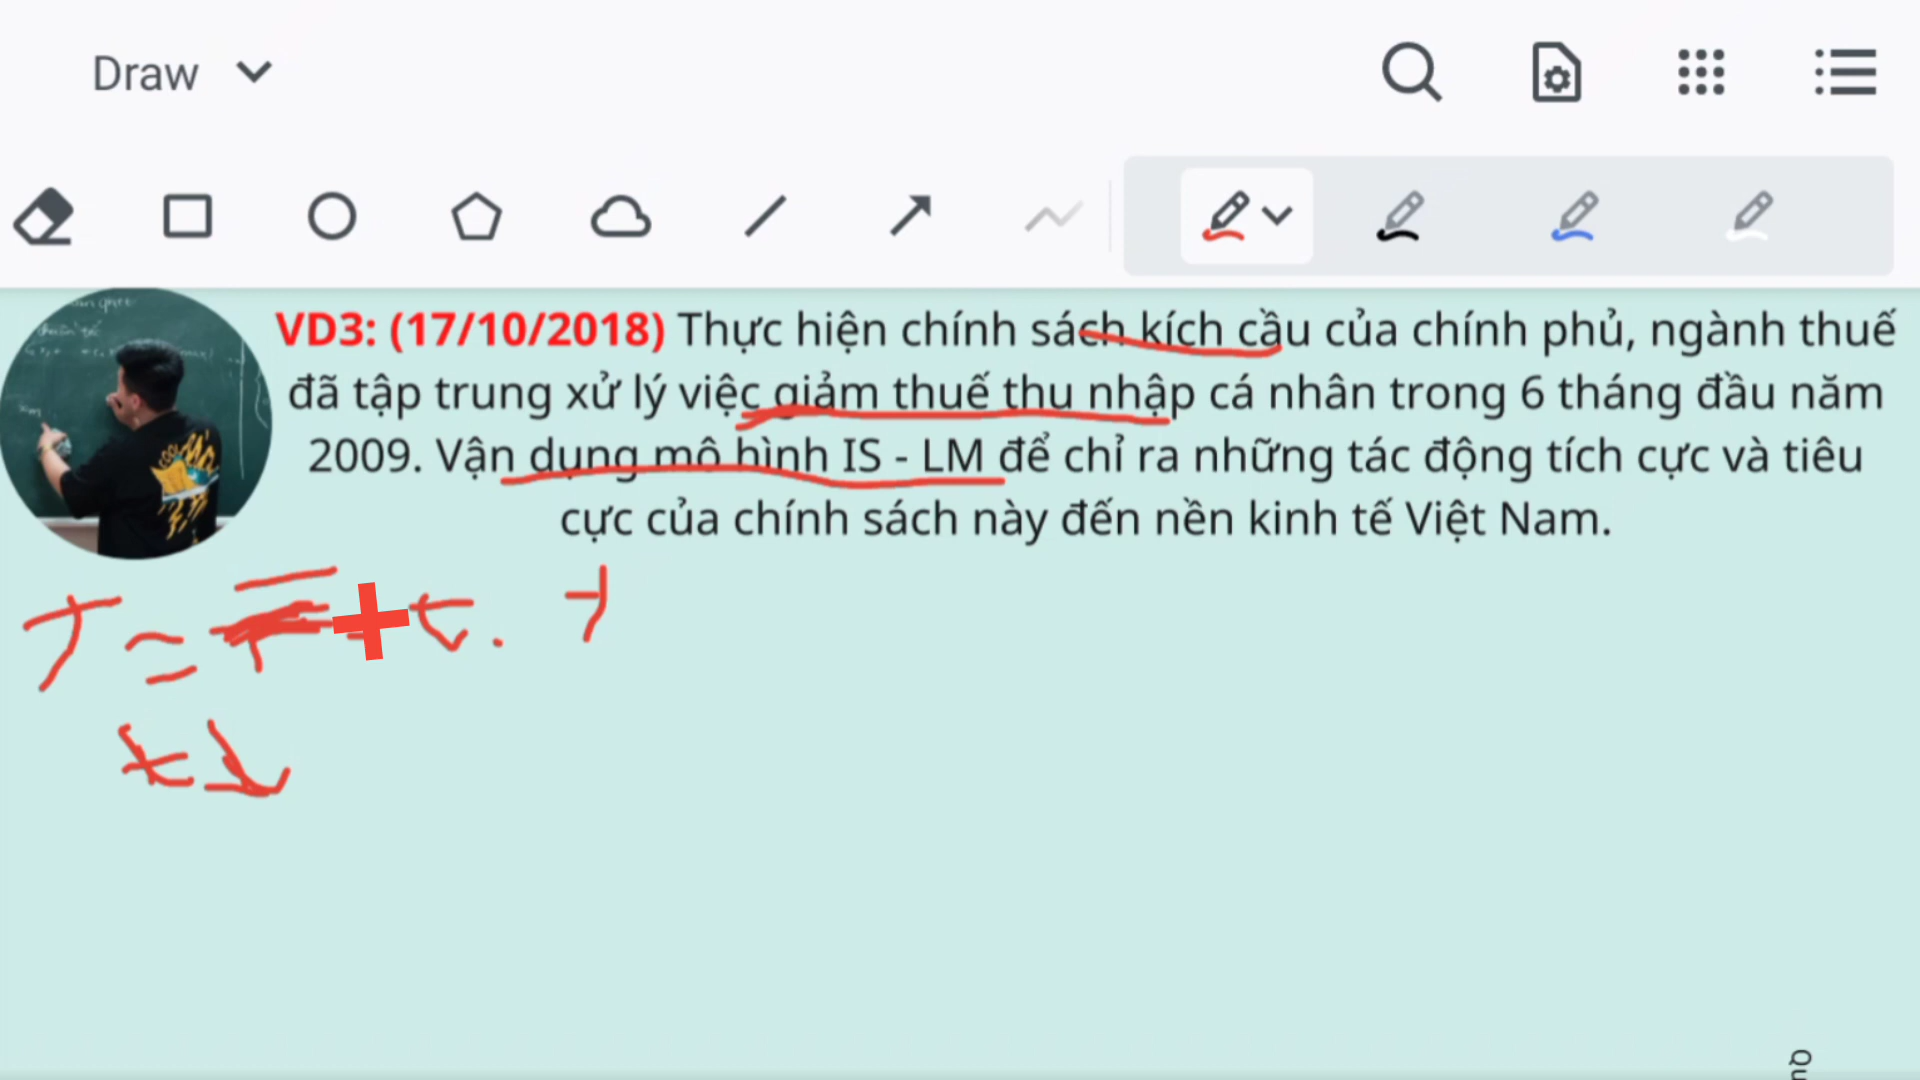 Draw
VD3: (17/10/2018) Thực hiện chính sách kích cầu của chính phủ, ngành thuế
đã tập trung xử lý việc giảm thuế thu nhập cá nhân trong 6 tháng đầu năm
2009. Vận dụng mô hình IS - LM để chỉ ra những tác động tích cực và tiêu
cực của chính sách này đến nền kinh tế Việt Nam.
T = T + t. Y
t↓